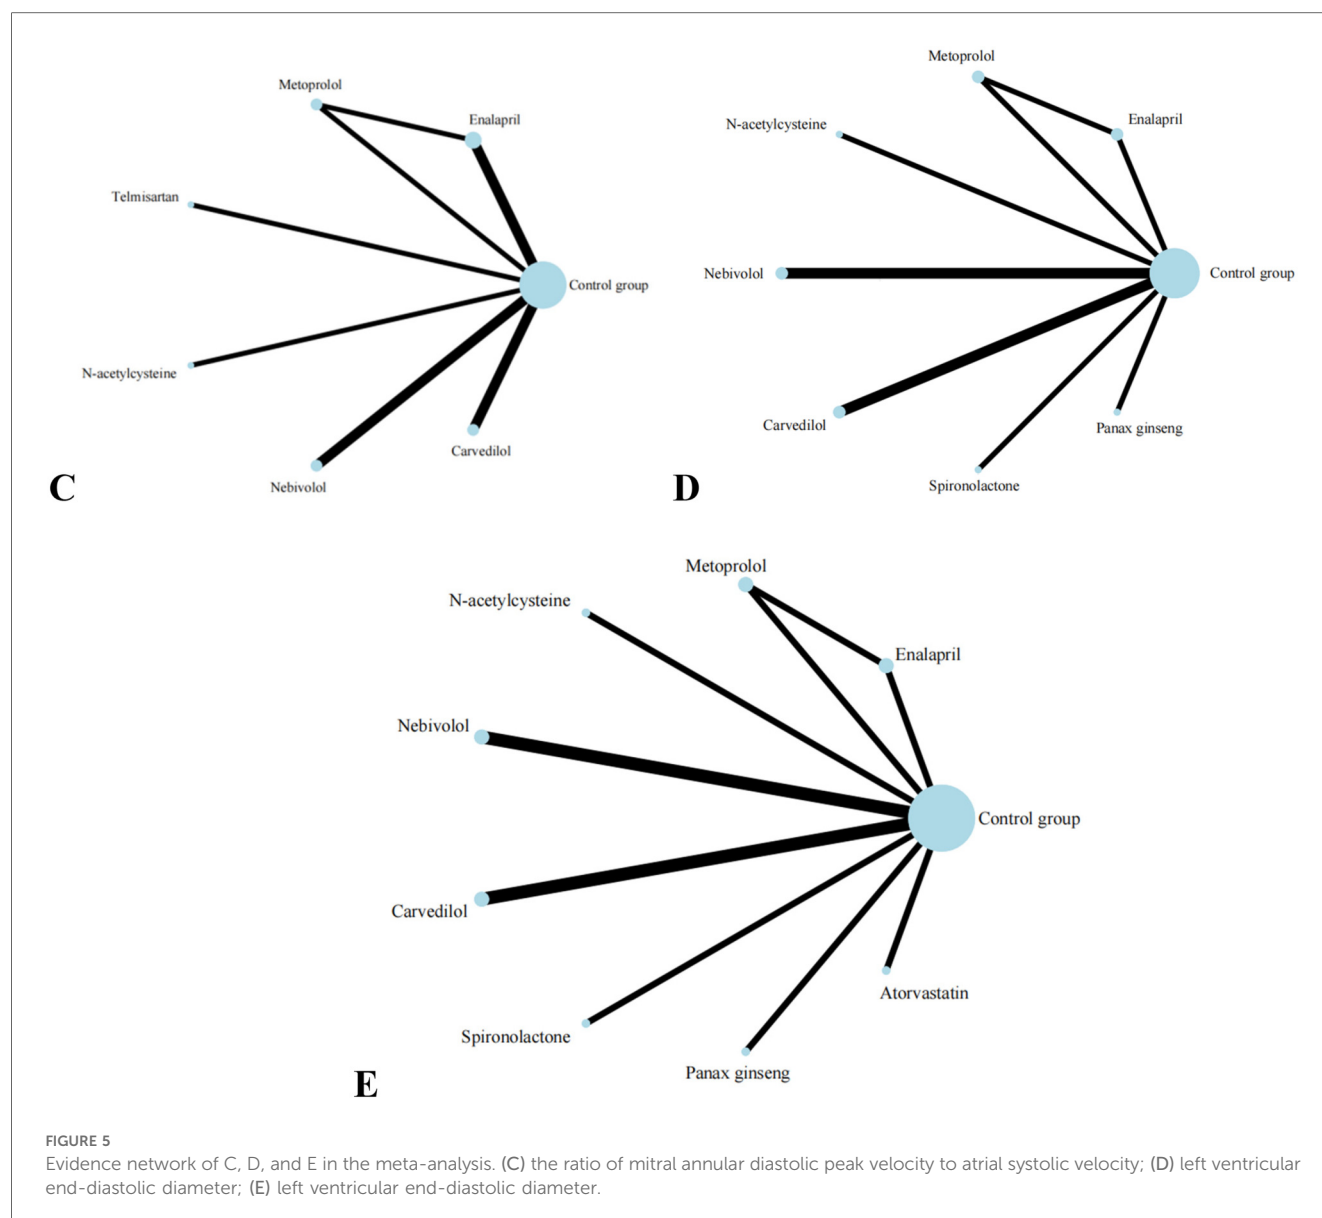 Metoprolol
Enalapril
Telmisartan
Control group
N-acetylcysteine
Carvedilol
Nebivolol
C
Metoprolol
Enalapril
N-acetylcysteine
Nebivolol
Control group
Carvedilol
Panax ginseng
Spironolactone
D
Metoprolol
N-acetylcysteine
Enalapril
Nebivolol
Control group
Carvedilol
Atorvastatin
Spironolactone
Panax ginseng
E
FIGURE 5
Evidence network of C, D, and E in the meta-analysis. (C) the ratio of mitral annular diastolic peak velocity to atrial systolic velocity; (D) left ventricular
end-diastolic diameter; (E) left ventricular end-diastolic diameter.